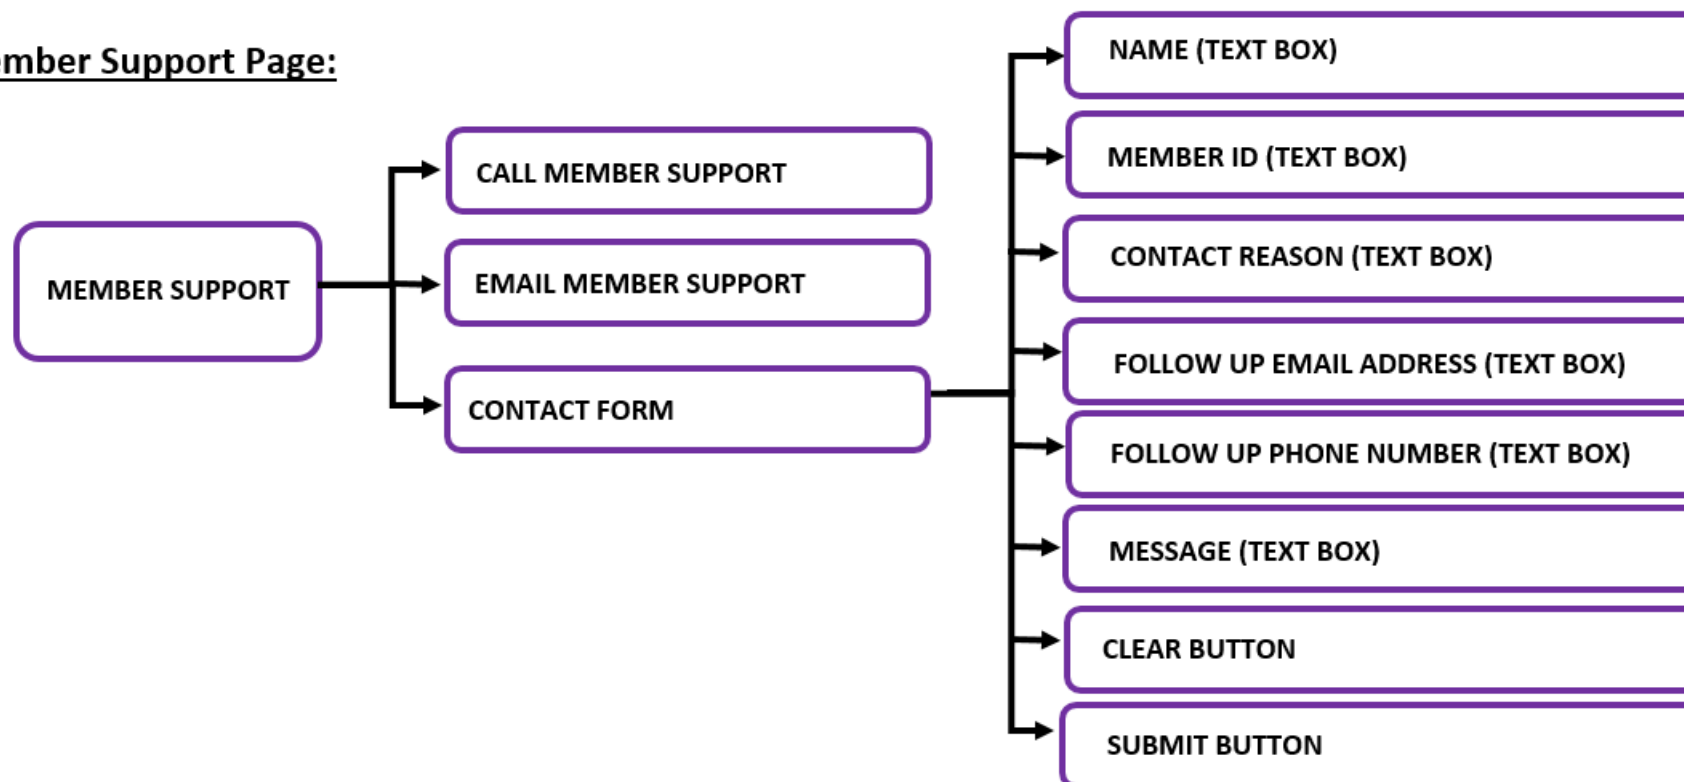 ember Support Page:
MEMBER SUPPORT
CALL MEMBER SUPPORT
EMAIL MEMBER SUPPORT
CONTACT FORM
NAME (TEXT BOX)
MEMBER ID (TEXT BOX)
CONTACT REASON (TEXT BOX)
FOLLOW UP EMAIL ADDRESS (TEXT BOX)
FOLLOW UP PHONE NUMBER (TEXT BOX)
MESSAGE (TEXT BOX)
CLEAR BUTTON
SUBMIT BUTTON